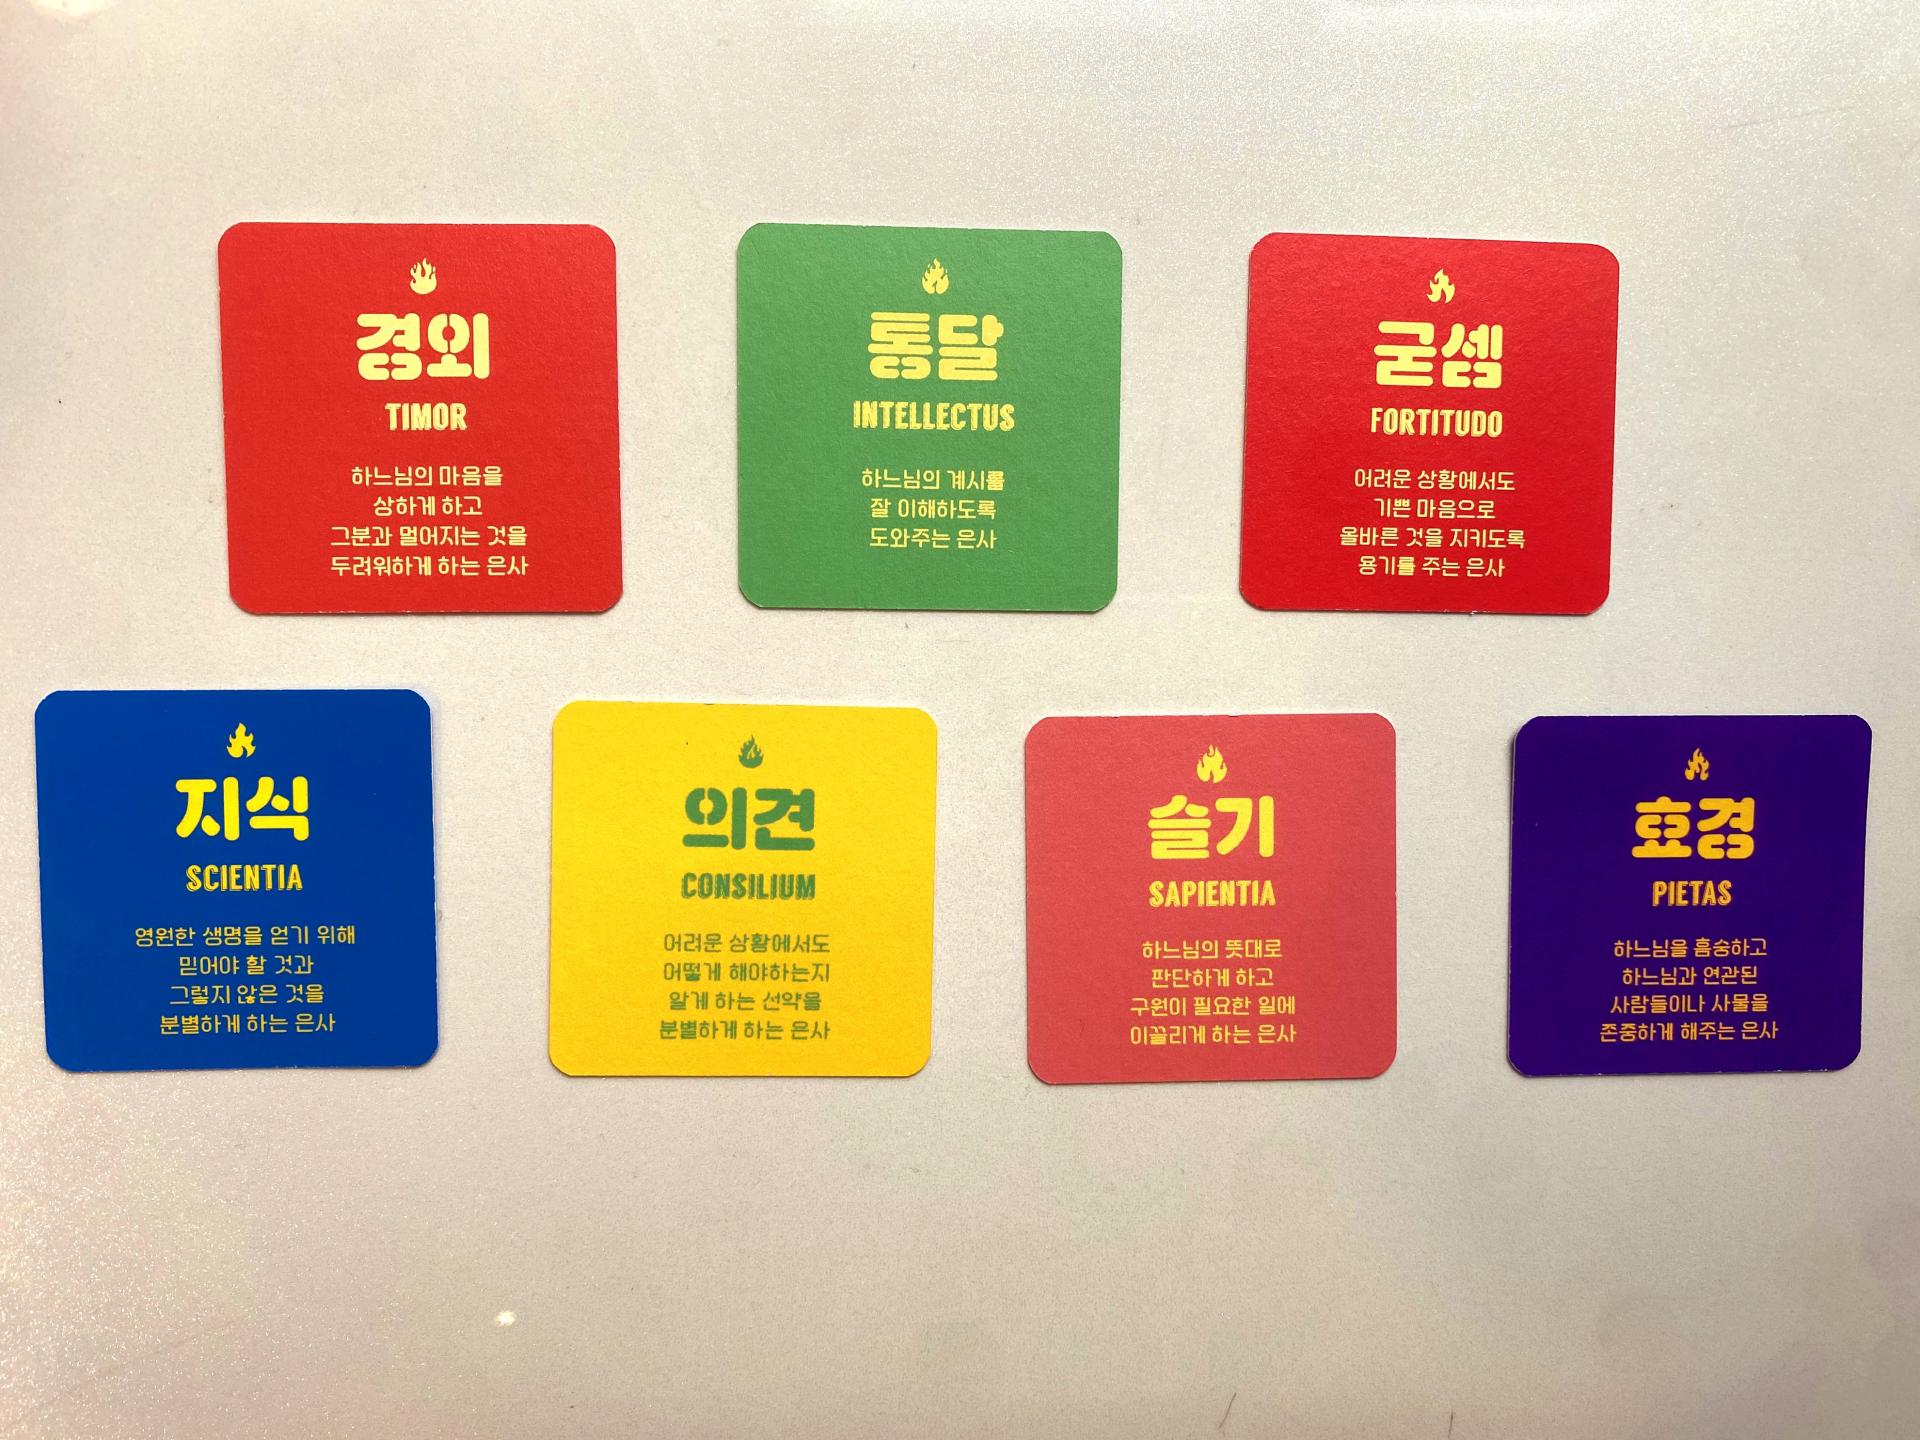 경외
TIMOR
하느님의 마음을
상하게 하고
그분과 멀어지는 것을
두려워하게 하는 은사
통달
INTELLECTUS
하느님의 계시를
잘 이해하도록
도와주는 은사
굳셈
FORTITUDO
어려운 상황에서도
기쁜 마음으로
올바른 것을 지키도록
용기를 주는 은사
지식
SCIENTIA
영원한 생명을 얻기 위해
믿어야 할 것과
그렇지 않은 것을
분별하게 하는 은사
의견
CONSILIUM
어려운 상황에서도
어떻게 해야하는지
알게 하는 선악을
분별하게 하는 은사
슬기
SAPIENTIA
하느님의 뜻대로
판단하게 하고
구원이 필요한 일에
이끌리게 하는 은사
효경
PIETAS
하느님을 흠숭하고
하느님과 연관된
사람들이나 사물을
존중하게 해주는 은사